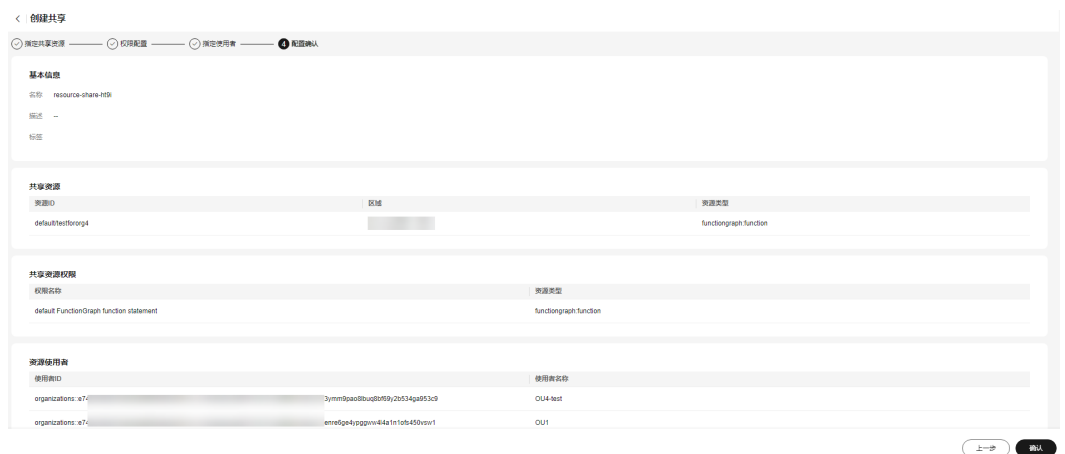 创建共享
指定共享资源 权限配置 指定使用者 4 配置确认
基本信息
名称 resource-share-ht9i
描述 --
标签
共享资源
资源ID 区域 资源类型
default/testfororg4 functiongraph:function
共享资源权限
权限名称 资源类型
default FunctionGraph function statement functiongraph:function
资源使用者
使用者ID 使用者名称
organizations::e74 3ymm9pao8lbuq8bf69y2b534ga953c9 OU4-test
organizations::e74 enre6ge4ypggww4l4a1n1ofs450vsw1 OU1
上一步 确认